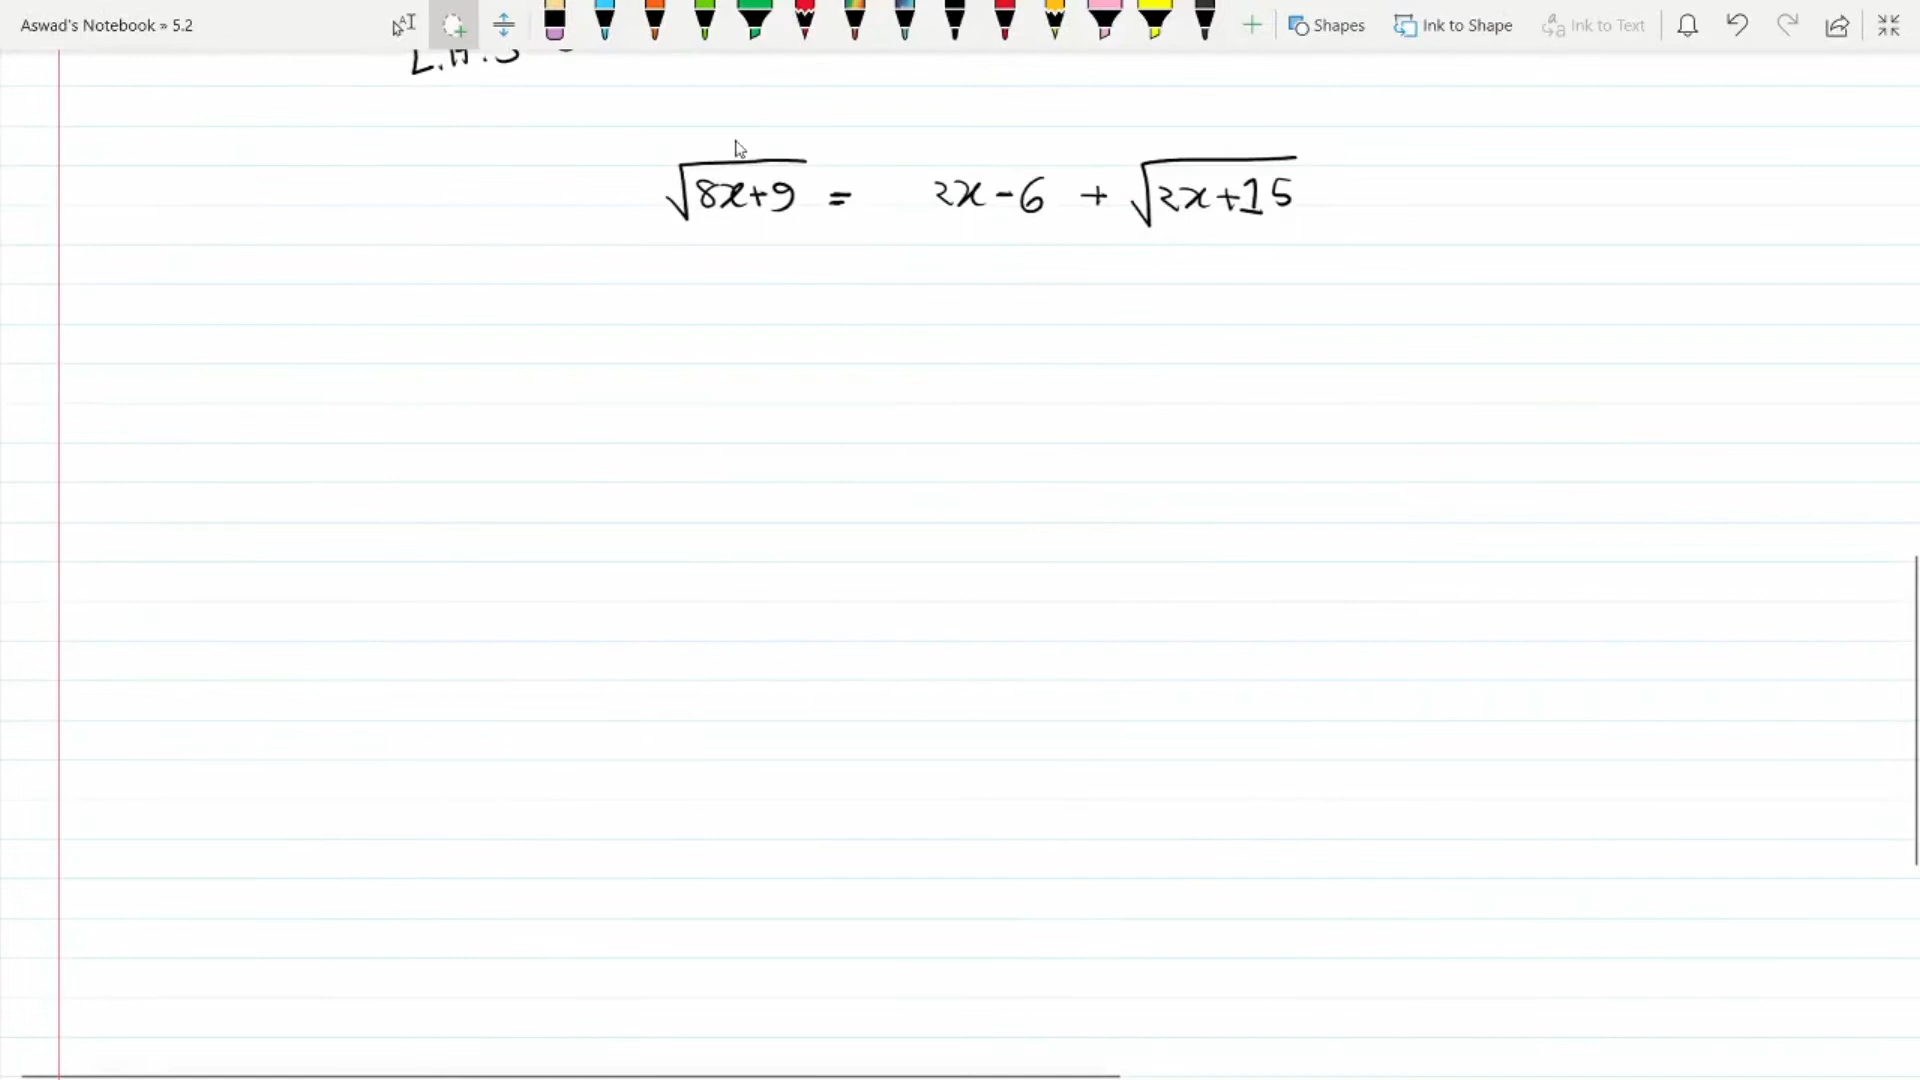 Aswad's Notebook » 5.2
Shapes
Ink to Shape
Ink to Text
L.H.S
√8x+9 = 2x-6 + √2x+15